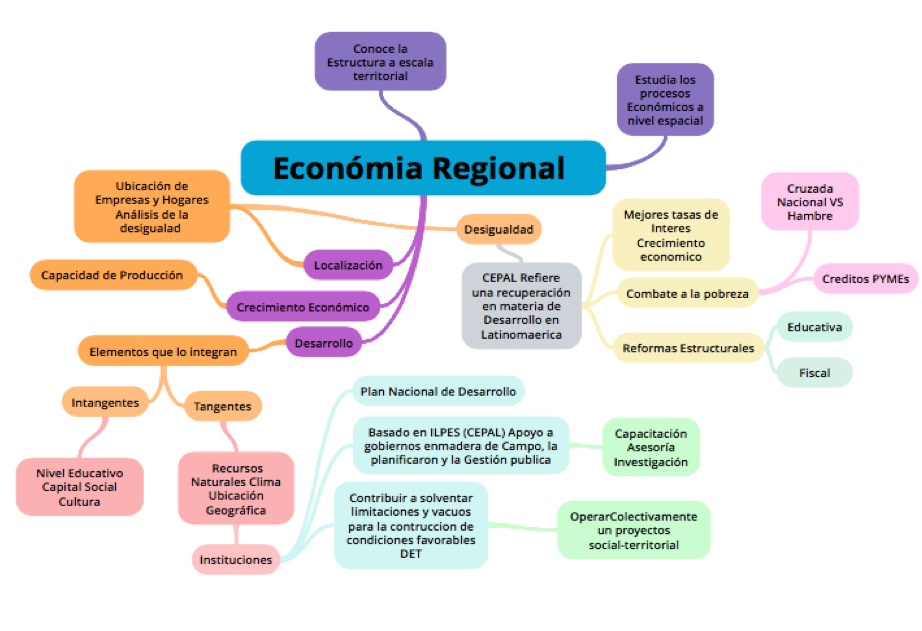 Conoce la
Estructura a escala
territorial
Estudia los
procesos
Económicos a
nivel espacial
Económia Regional
Ubicación de
Empresas y Hogares
Análisis de la
desigualad
Desigualdad
Localización
Capacidad de Producción
Crecimiento Económico
Desarrollo
Elementos que lo integran
Intangentes
Tangentes
Nivel Educativo
Capital Social
Cultura
Recursos
Naturales Clima
Ubicación
Geográfica
Instituciones
CEPAL Refiere
una recuperación
en materia de
Desarrollo en
Latinomaerica
Mejores tasas de
Interes
Crecimiento
economico
Combate a la pobreza
Reformas Estructurales
Cruzada
Nacional VS
Hambre
Creditos PYMEs
Educativa
Fiscal
Plan Nacional de Desarrollo
Basado en ILPES (CEPAL) Apoyo a
gobiernos enmadera de Campo, la
planificaron y la Gestión publica
Capacitación
Asesoría
Investigación
Contribuir a solventar
limitaciones y vacuos
para la contruccion de
condiciones favorables
DET
OperarColectivamente
un proyectos
social-territorial